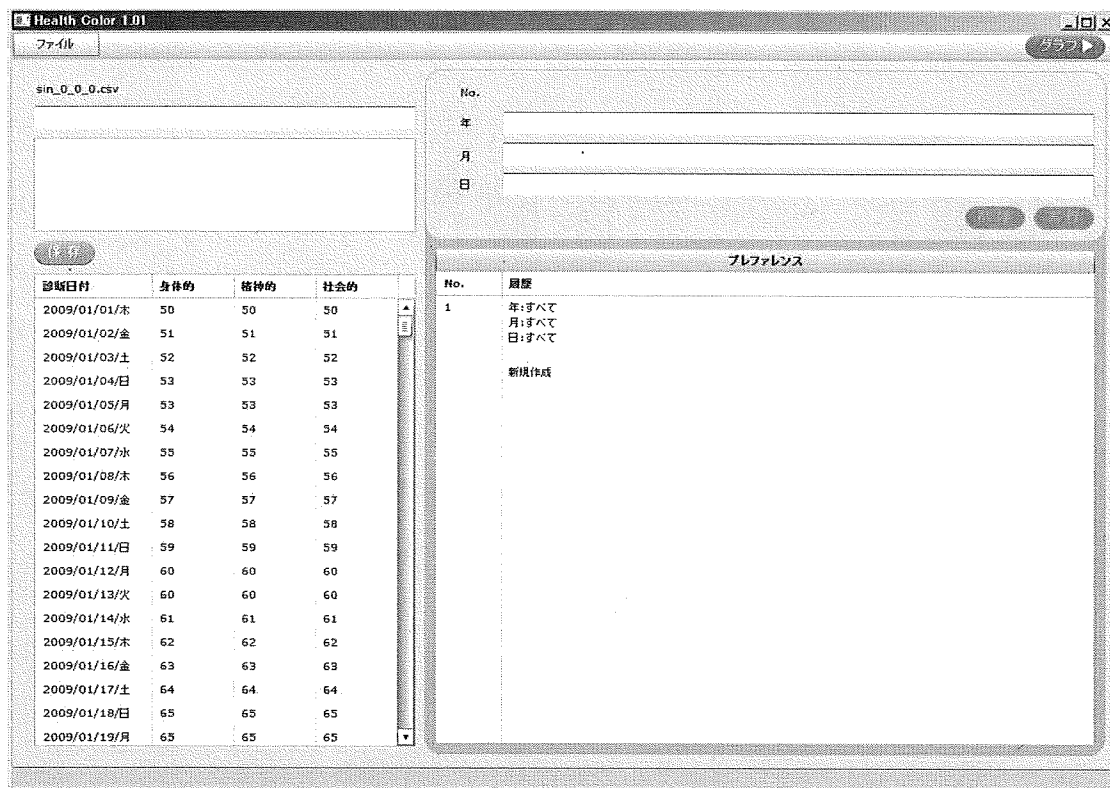 Health Color 1.01
ファイル
グラフ▶
sin_0_0_0.csv
保存
診断日付 身体的 精神的 社会的
2009/01/01/木 50 50 50
2009/01/02/金 51 51 51
2009/01/03/土 52 52 52
2009/01/04/日 53 53 53
2009/01/05/月 53 53 53
2009/01/06/火 54 54 54
2009/01/07/水 55 55 55
2009/01/08/木 56 56 56
2009/01/09/金 57 57 57
2009/01/10/土 58 58 58
2009/01/11/日 59 59 59
2009/01/12/月 60 60 60
2009/01/13/火 60 60 60
2009/01/14/水 61 61 61
2009/01/15/木 62 62 62
2009/01/16/金 63 63 63
2009/01/17/土 64 64 64
2009/01/18/日 65 65 65
2009/01/19/月 65 65 65
No.
年
月
日
プレファレンス
No. 履歴
1 年:すべて
月:すべて
日:すべて
新規作成